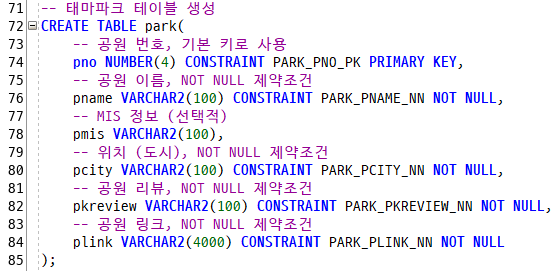 71 -- 태마파크 테이블 생성
72 CREATE TABLE park(
73 -- 공원 번호, 기본 키로 사용
74 pno NUMBER(4) CONSTRAINT PARK_PNO_PK PRIMARY KEY,
75 -- 공원 이름, NOT NULL 제약조건
76 pname VARCHAR2(100) CONSTRAINT PARK_PNAME_NN NOT NULL,
77 -- MIS 정보 (선택적)
78 pmis VARCHAR2(100),
79 -- 위치 (도시), NOT NULL 제약조건
80 pcity VARCHAR2(100) CONSTRAINT PARK_PCITY_NN NOT NULL,
81 -- 공원 리뷰, NOT NULL 제약조건
82 pkreview VARCHAR2(100) CONSTRAINT PARK_PKREVIEW_NN NOT NULL,
83 -- 공원 링크, NOT NULL 제약조건
84 plink VARCHAR2(4000) CONSTRAINT PARK_PLINK_NN NOT NULL
85 );